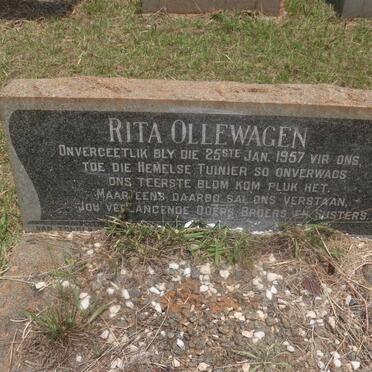 RITA OLLEWAGEN
ONVERGEETLIK BLY DIE 25STE JAN. 1957 VIR ONS,
TOE DIE HEMELSE TUINIER SO ONVERWAGS
ONS TEERSTE BLOM KOM PLUK HET.
MAAR EENS DAARBO SAL ONS VERSTAAN,
JOU VERLANGENDE OUERS BROERS EN SUSTERS.